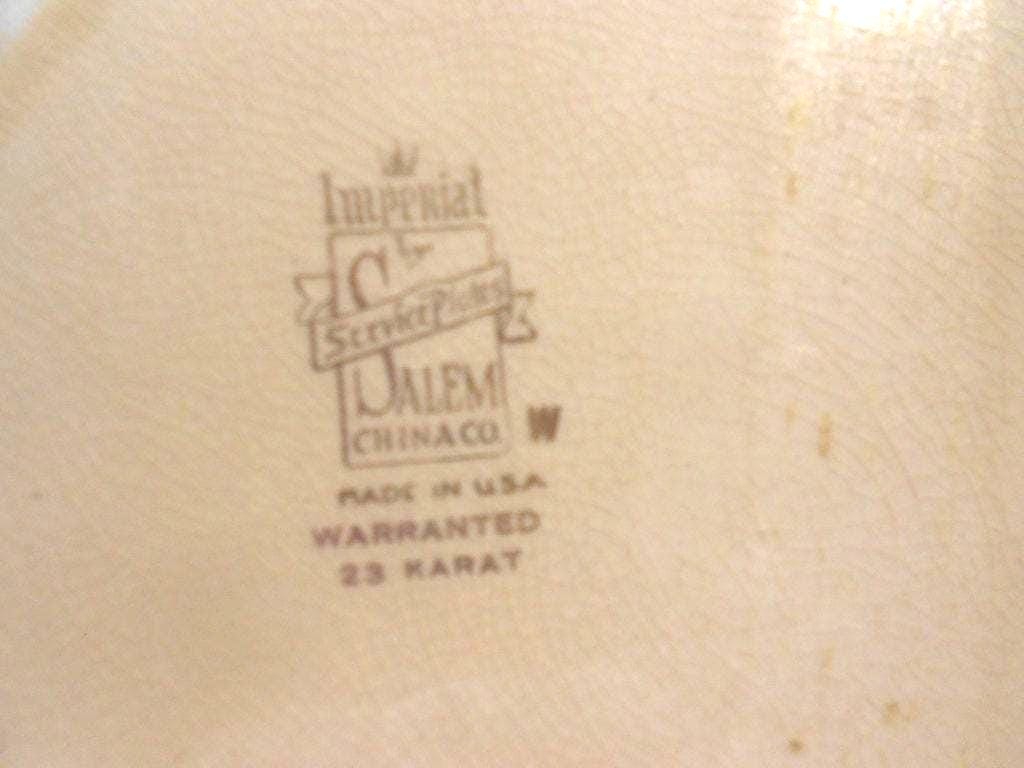 Imperial
by
Service Plates
SALEM
CHINA CO.
W
MADE IN U.S.A
WARRANTED
23 KARAT